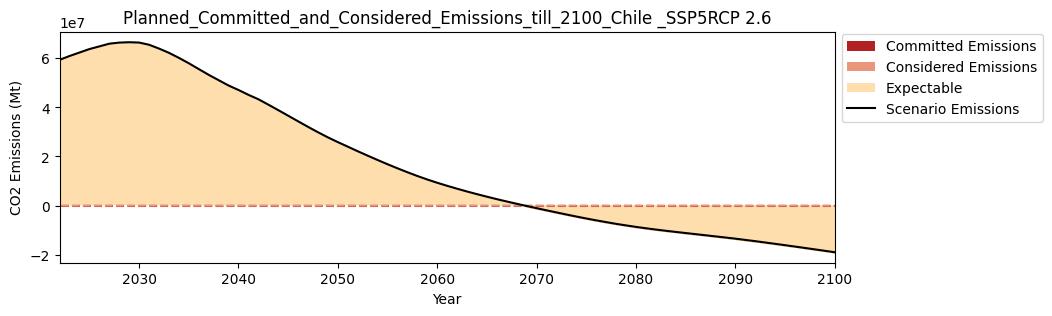 Planned_Committed_and_Considered_Emissions_till_2100_Chile _SSP5RCP 2.6
1e7
6
4
2
0
−2
CO2 Emissions (Mt)
2030 2040 2050 2060 2070 2080 2090 2100
Year
Committed Emissions
Considered Emissions
Expectable
Scenario Emissions